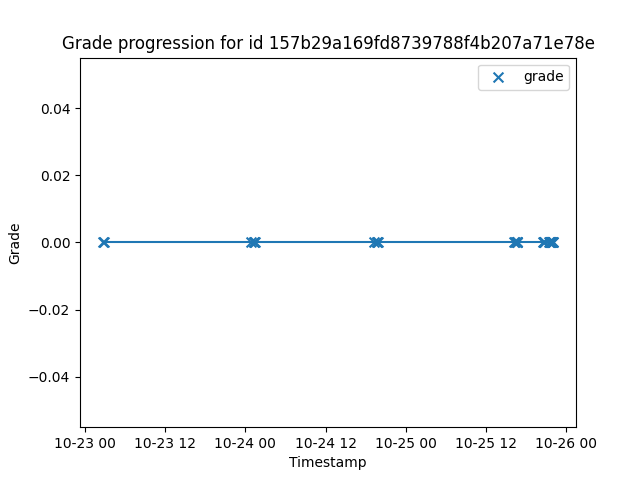 Grade progression for id 157b29a169fd8739788f4b207a71e78e
grade
0.04
0.02
0.00
−0.02
−0.04
Grade
10-23 00 10-23 12 10-24 00 10-24 12 10-25 00 10-25 12 10-26 00
Timestamp